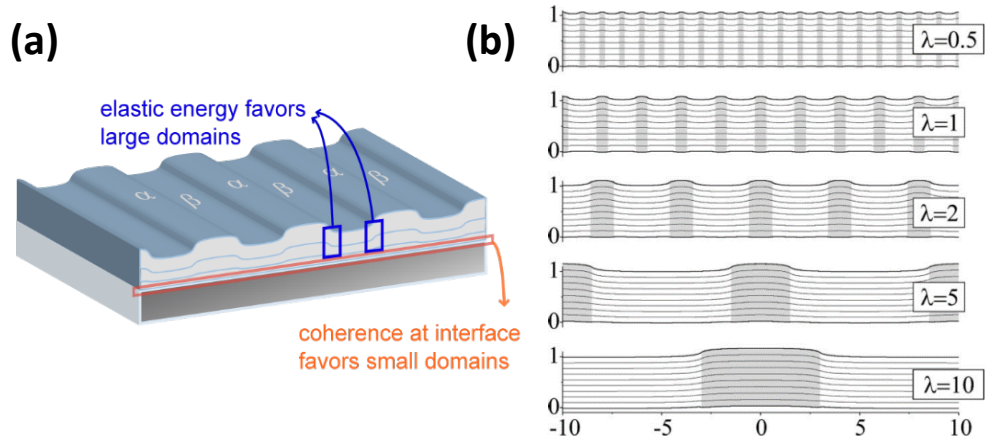 (a)
elastic energy favors
large domains
α β α β α β
coherence at interface
favors small domains
(b)
1
0
λ=0.5
1
0
λ=1
1
0
λ=2
1
0
λ=5
1
0
λ=10
-10 -5 0 5 10